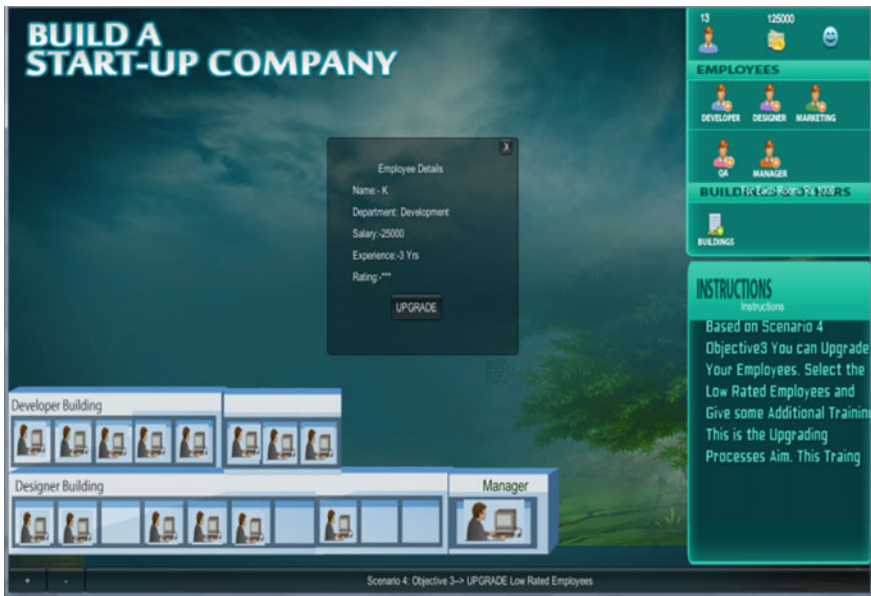 BUILD A
START-UP COMPANY
13 125000
EMPLOYEES
DEVELOPER DESIGNER MARKETING
QA MANAGER
BUILDINGS
X
Employee Details
Name:- K
Department: Development
Salary:-25000
Experience:-3 Yrs
Rating:-***
UPGRADE
INSTRUCTIONS
Instructions
Based on Scenario 4
Objective3 You can Upgrade
Your Employees. Select the
Low Rated Employees and
Give some Additional Training
This is the Upgrading
Processes Aim. This Traing
Developer Building
Designer Building
Manager
+ - Scenario 4: Objective 3--> UPGRADE Low Rated Employees